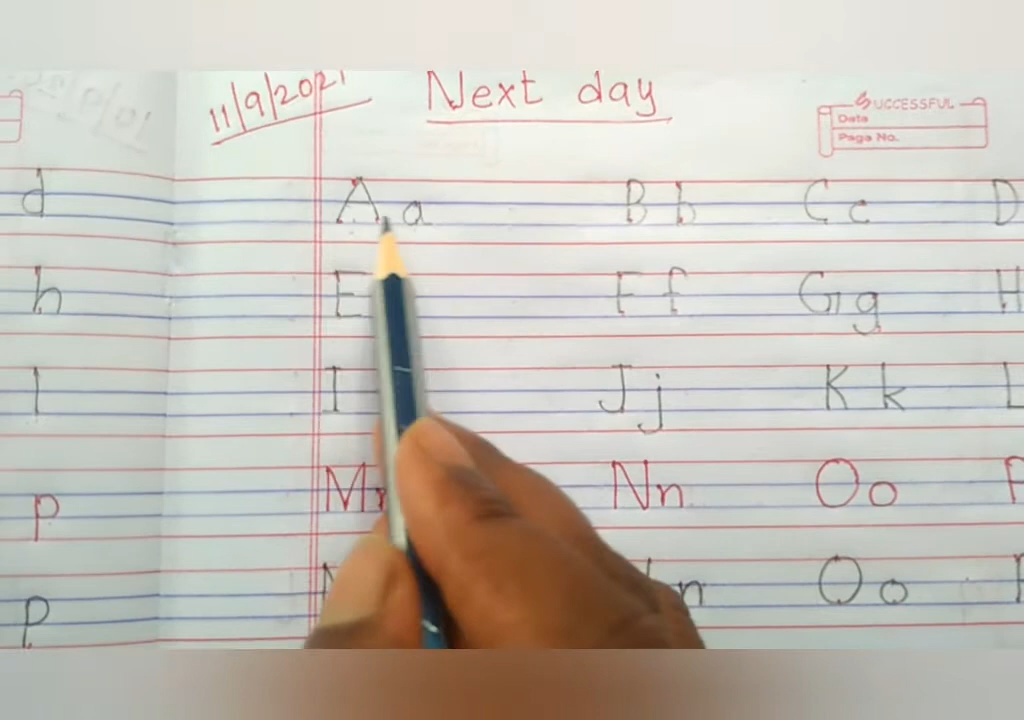 11/9/2021 Next day
SUCCESSFUL
Date
Page No.
d Aa Bb Cc D
h E Ff Gg H
l I Jj Kk L
p M Nn Oo P
p n Oo